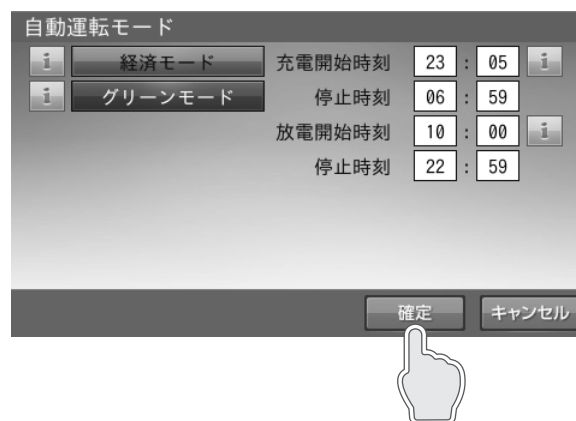 自動運転モード
i 経済モード 充電開始時刻 23 : 05 i
i グリーンモード 停止時刻 06 : 59
放電開始時刻 10 : 00 i
停止時刻 22 : 59
確定 キャンセル